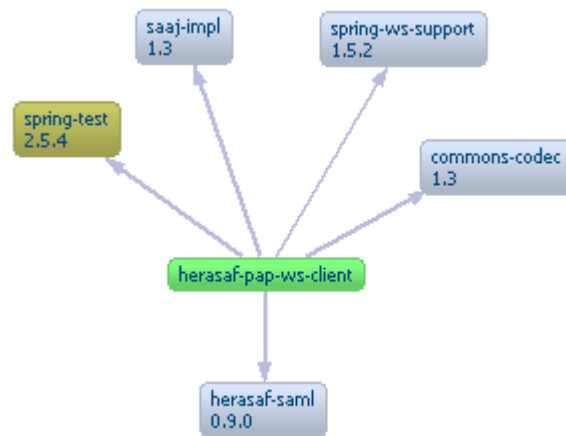 saaj-impl
1.3
spring-ws-support
1.5.2
spring-test
2.5.4
commons-codec
1.3
herasaf-pap-ws-client
herasaf-saml
0.9.0